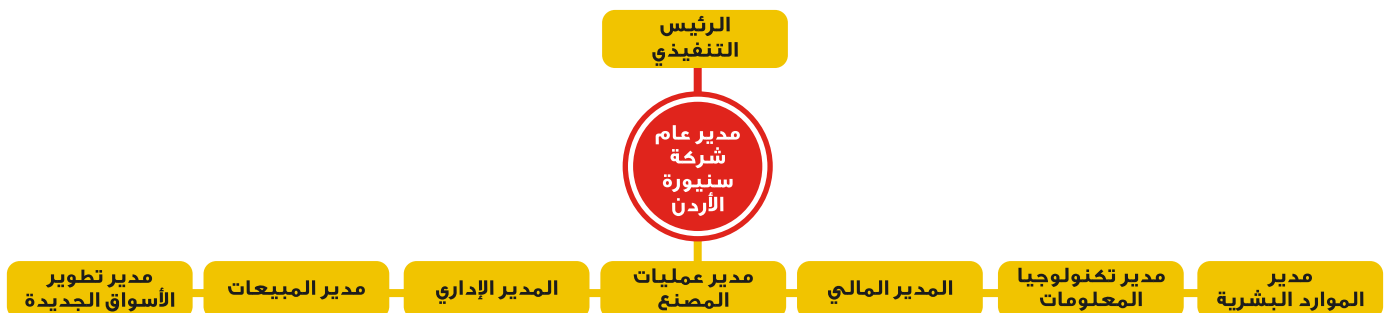 الرئيس
التنفيذي
مدير عام
شركة
سنيورة
الأردن
مدير
الموارد البشرية
مدير تكنولوجيا
المعلومات
المدير المالي
مدير عمليات
المصنع
المدير الإداري
مدير المبيعات
مدير تطوير
الأسواق الجديدة